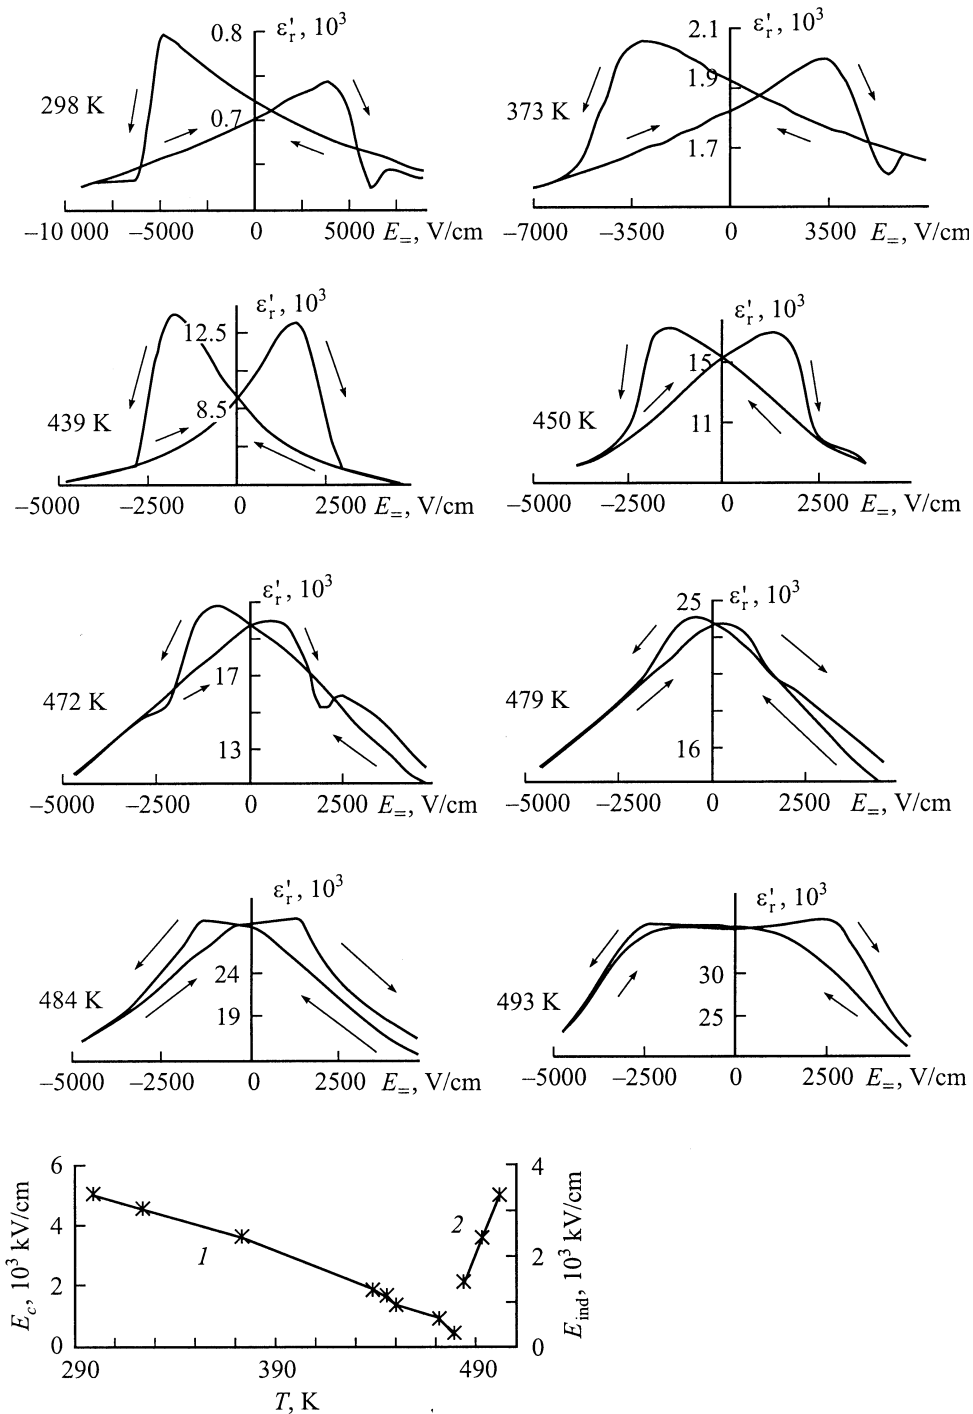 0.8 ε'r, 10³
298 K
0.7
−10 000 −5000 0 5000 E=, V/cm
2.1 ε'r, 10³
1.9
373 K
1.7
−7000 −3500 0 3500 E=, V/cm
ε'r, 10³
12.5
8.5
439 K
−5000 −2500 0 2500 E=, V/cm
ε'r, 10³
15
450 K 11
−5000 −2500 0 2500 E=, V/cm
ε'r, 10³
17
472 K
13
−5000 −2500 0 2500 E=, V/cm
25 ε'r, 10³
479 K
16
−5000 −2500 0 2500 E=, V/cm
ε'r, 10³
24
484 K
19
−5000 −2500 0 2500 E=, V/cm
ε'r, 10³
30
493 K
25
−5000 −2500 0 2500 E=, V/cm
Ec, 10³ kV/cm
6
4
2
0
1
2
4
2
0
Eind, 10³ kV/cm
290 390 490
T, K